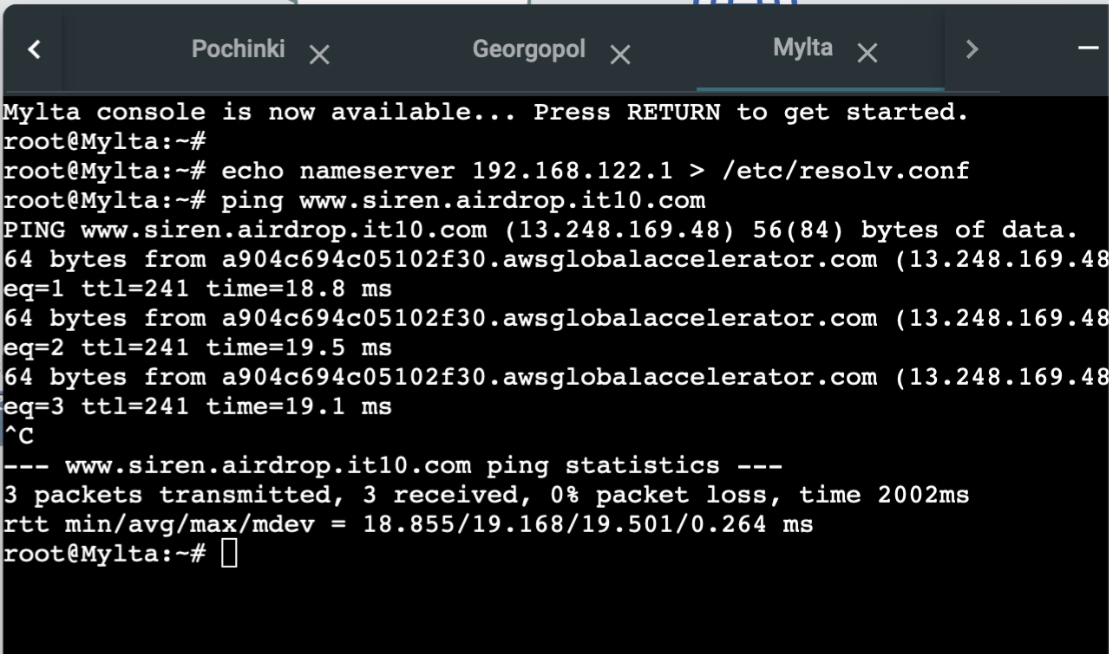 Pochinki
Georgopol
Mylta
Mylta console is now available... Press RETURN to get started.
root@Mylta:~#
root@Mylta:~# echo nameserver 192.168.122.1 > /etc/resolv.conf
root@Mylta:~# ping www.siren.airdrop.it10.com
PING www.siren.airdrop.it10.com (13.248.169.48) 56(84) bytes of data.
64 bytes from a904c694c05102f30.awsglobalaccelerator.com (13.248.169.48
eq=1 ttl=241 time=18.8 ms
64 bytes from a904c694c05102f30.awsglobalaccelerator.com (13.248.169.48
eq=2 ttl=241 time=19.5 ms
64 bytes from a904c694c05102f30.awsglobalaccelerator.com (13.248.169.48
eq=3 ttl=241 time=19.1 ms
^C
--- www.siren.airdrop.it10.com ping statistics ---
3 packets transmitted, 3 received, 0% packet loss, time 2002ms
rtt min/avg/max/mdev = 18.855/19.168/19.501/0.264 ms
root@Mylta:~#